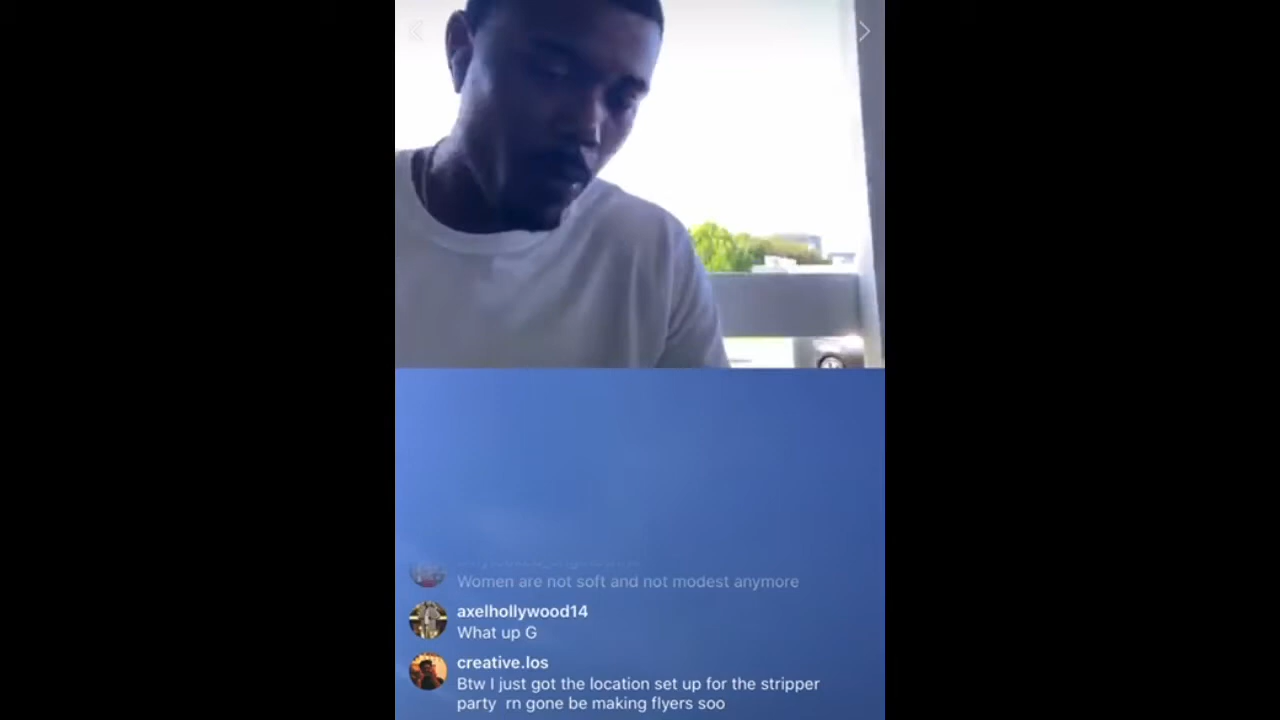 Women are not soft and not modest anymore
axelhollywood14
What up G
creative.los
Btw I just got the location set up for the stripper
party rn gone be making flyers soo